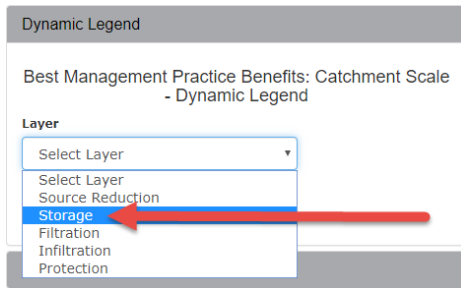 Dynamic Legend
Best Management Practice Benefits: Catchment Scale
- Dynamic Legend
Layer
Select Layer
Select Layer
Source Reduction
Storage
Filtration
Infiltration
Protection